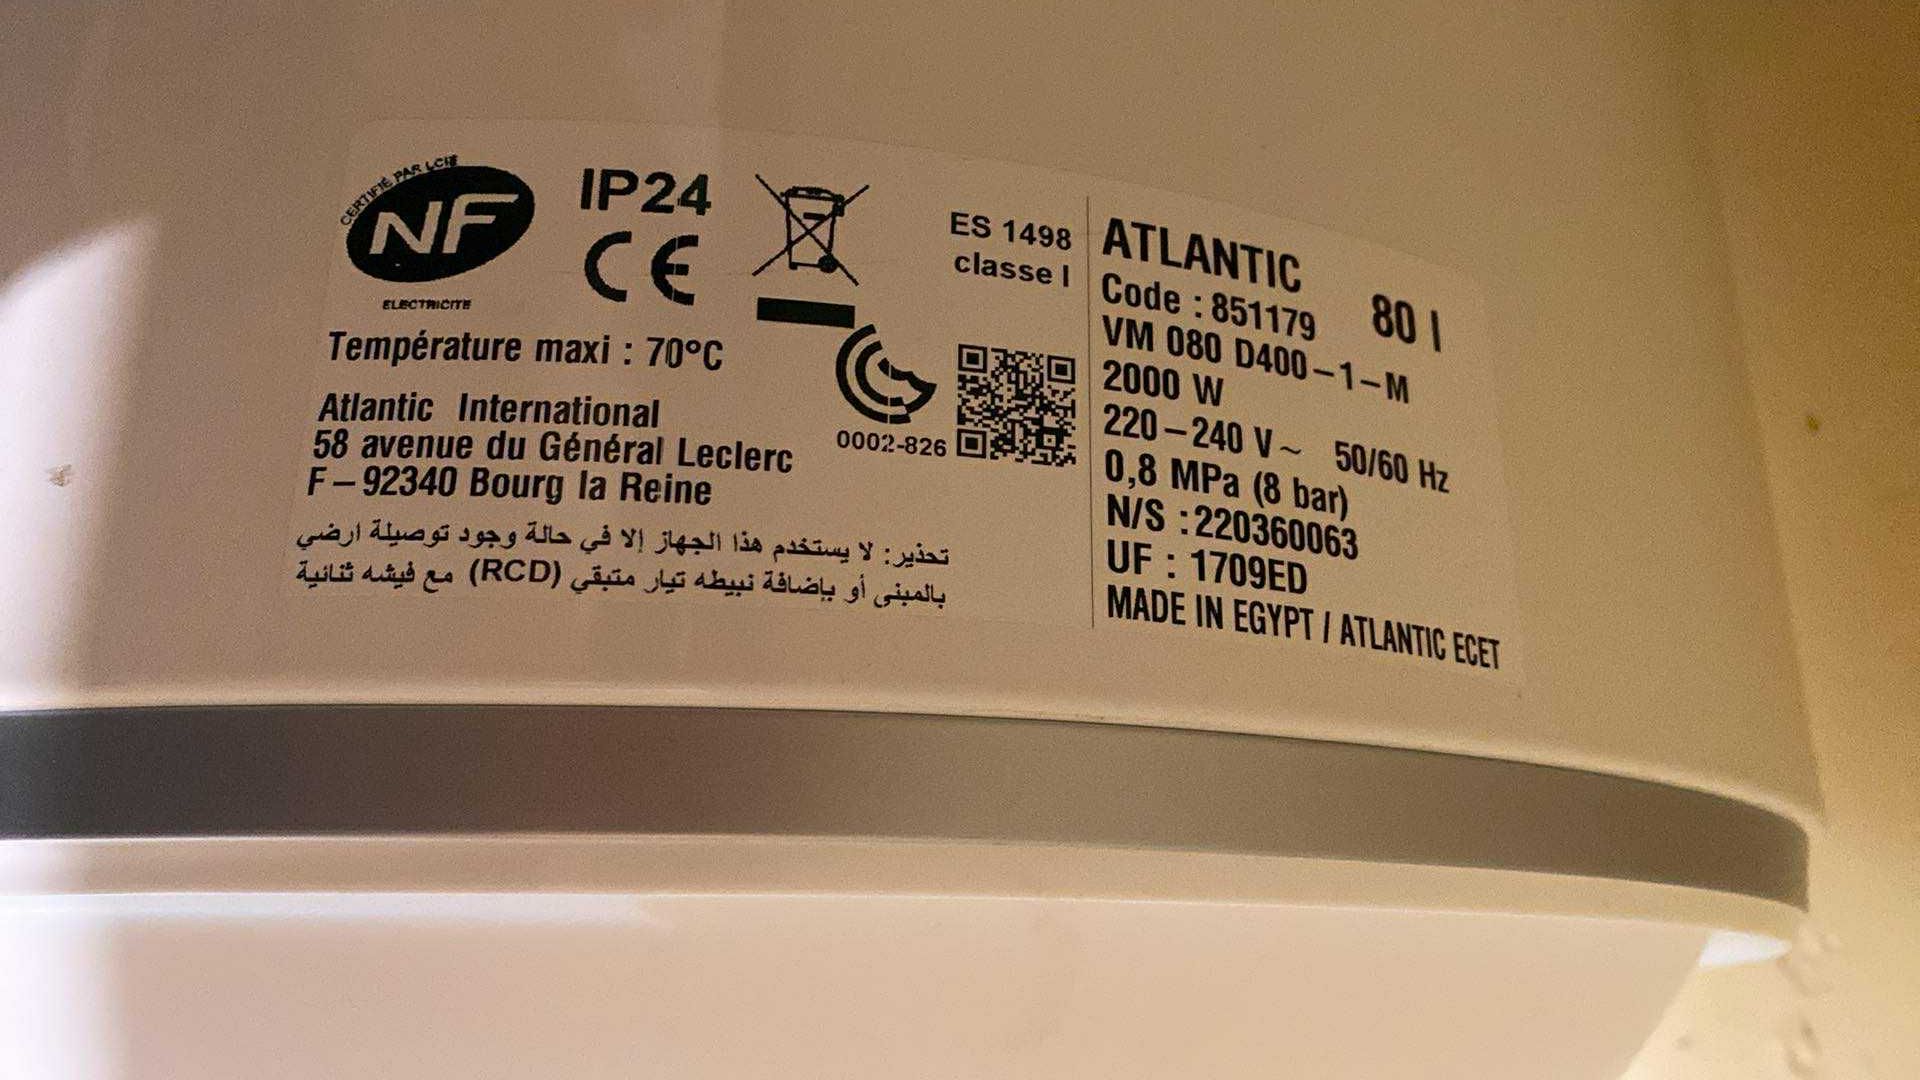 CERTIFIÉ PAR LCIE
NF
ELECTRICITE
IP24
CE
ES 1498
classe I
Température maxi : 70°C
Atlantic International
58 avenue du Général Leclerc
F-92340 Bourg la Reine
0002-826
تحذير: لا يستخدم هذا الجهاز إلا في حالة وجود توصيلة ارضي
بالمبنى أو بإضافة نبيطه تيار متبقي (RCD) مع فيشه ثنائية
ATLANTIC 80 l
Code : 851179
VM 080 D400-1-M
2000 W
220-240 V~ 50/60 Hz
0,8 MPa (8 bar)
N/S :220360063
UF : 1709ED
MADE IN EGYPT / ATLANTIC ECET